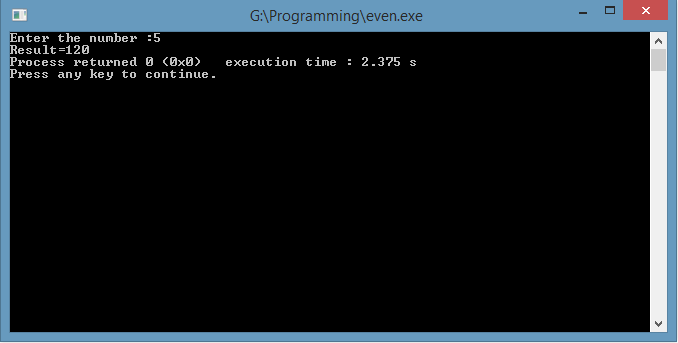 G:\Programming\even.exe
Enter the number :5
Result=120
Process returned 0 (0x0)   execution time : 2.375 s
Press any key to continue.